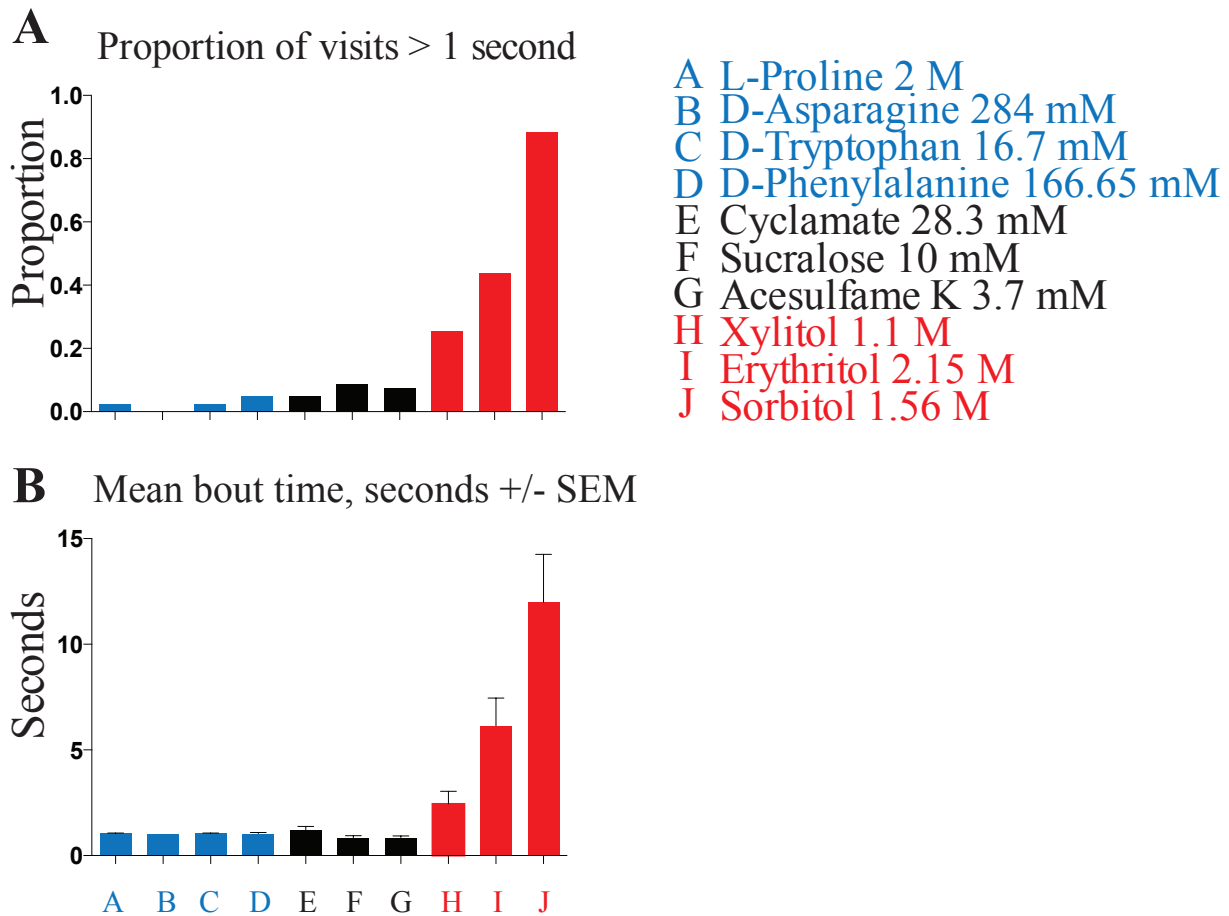 A Proportion of visits > 1 second
Proportion
1.0
0.8
0.6
0.4
0.2
0.0
A L-Proline 2 M
B D-Asparagine 284 mM
C D-Tryptophan 16.7 mM
D D-Phenylalanine 166.65 mM
E Cyclamate 28.3 mM
F Sucralose 10 mM
G Acesulfame K 3.7 mM
H Xylitol 1.1 M
I Erythritol 2.15 M
J Sorbitol 1.56 M
B Mean bout time, seconds +/- SEM
Seconds
15
10
5
0
A B C D E F G H I J